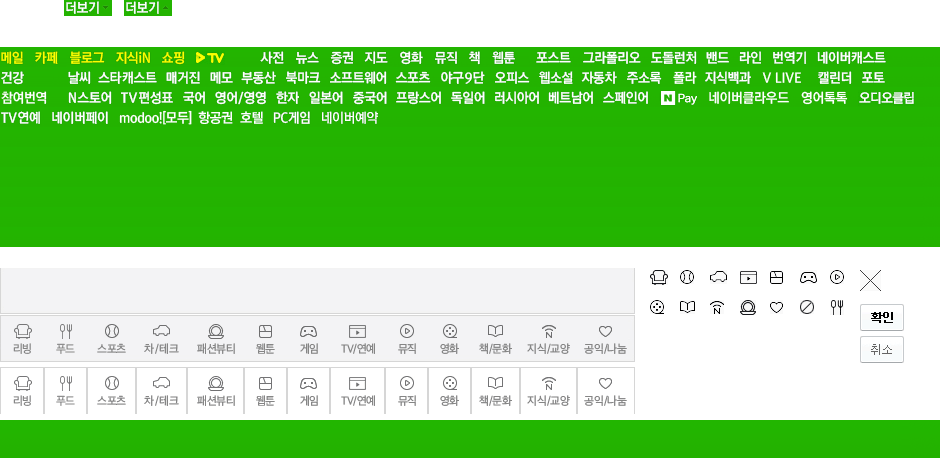 더보기 더보기
메일 카페 블로그 지식iN 쇼핑 TV 사전 뉴스 증권 지도 영화 뮤직 책 웹툰 포스트 그라폴리오 도돌런처 밴드 라인 번역기 네이버캐스트
건강 날씨 스타캐스트 매거진 메모 부동산 북마크 소프트웨어 스포츠 야구9단 오피스 웹소설 자동차 주소록 폴라 지식백과 V LIVE 캘린더 포토
참여번역 N스토어 TV편성표 국어 영어/영영 한자 일본어 중국어 프랑스어 독일어 러시아어 베트남어 스페인어 N Pay 네이버클라우드 영어톡톡 오디오클립
TV연예 네이버페이 modoo![모두] 항공권 호텔 PC게임 네이버예약
리빙 푸드 스포츠 차/테크 패션뷰티 웹툰 게임 TV/연예 뮤직 영화 책/문화 지식/교양 공익/나눔
리빙 푸드 스포츠 차/테크 패션뷰티 웹툰 게임 TV/연예 뮤직 영화 책/문화 지식/교양 공익/나눔
확인
취소